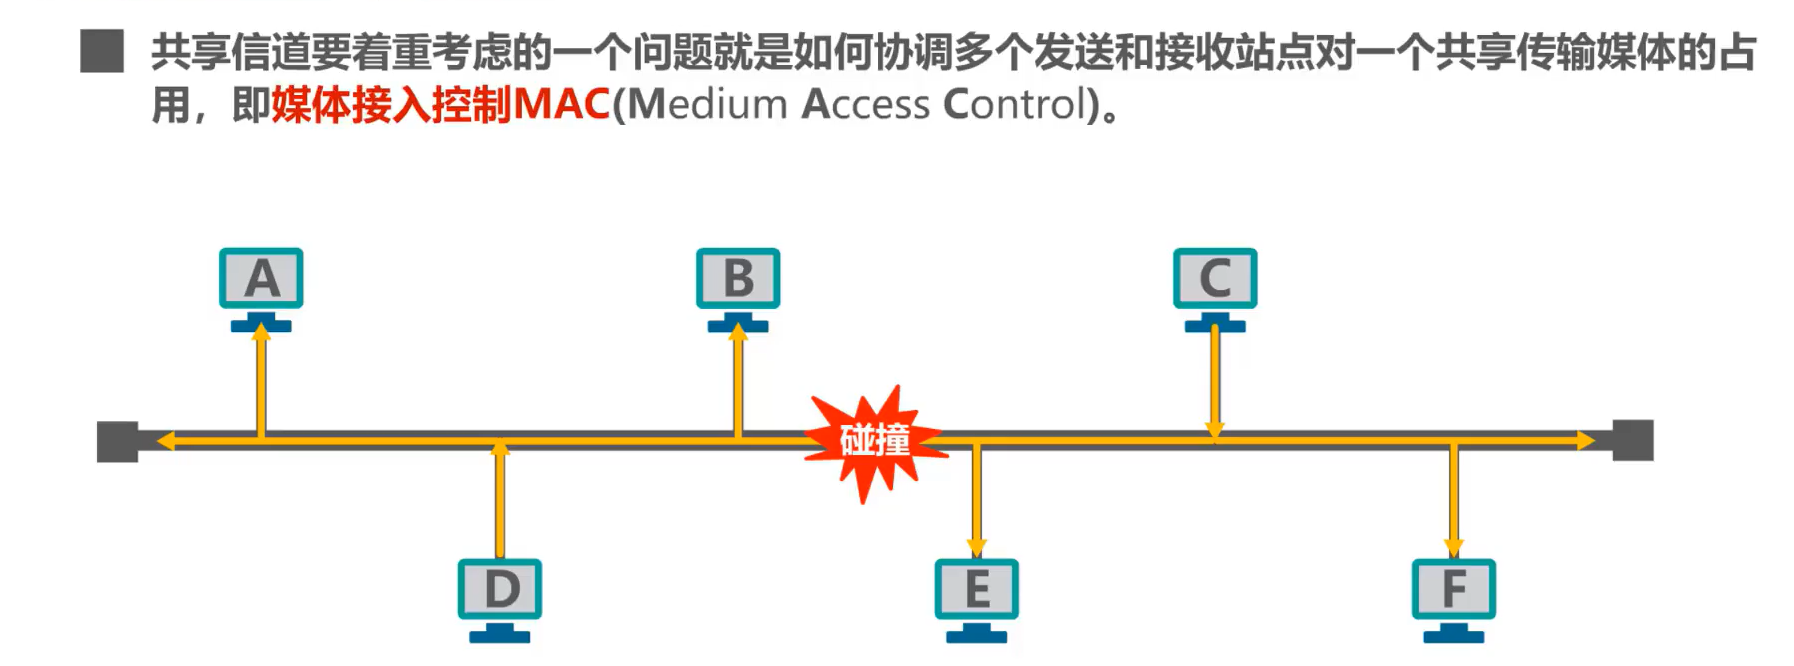 共享信道要着重考虑的一个问题就是如何协调多个发送和接收站点对一个共享传输媒体的占
用，即媒体接入控制MAC(Medium Access Control)。
A
B
C
碰撞
D
E
F